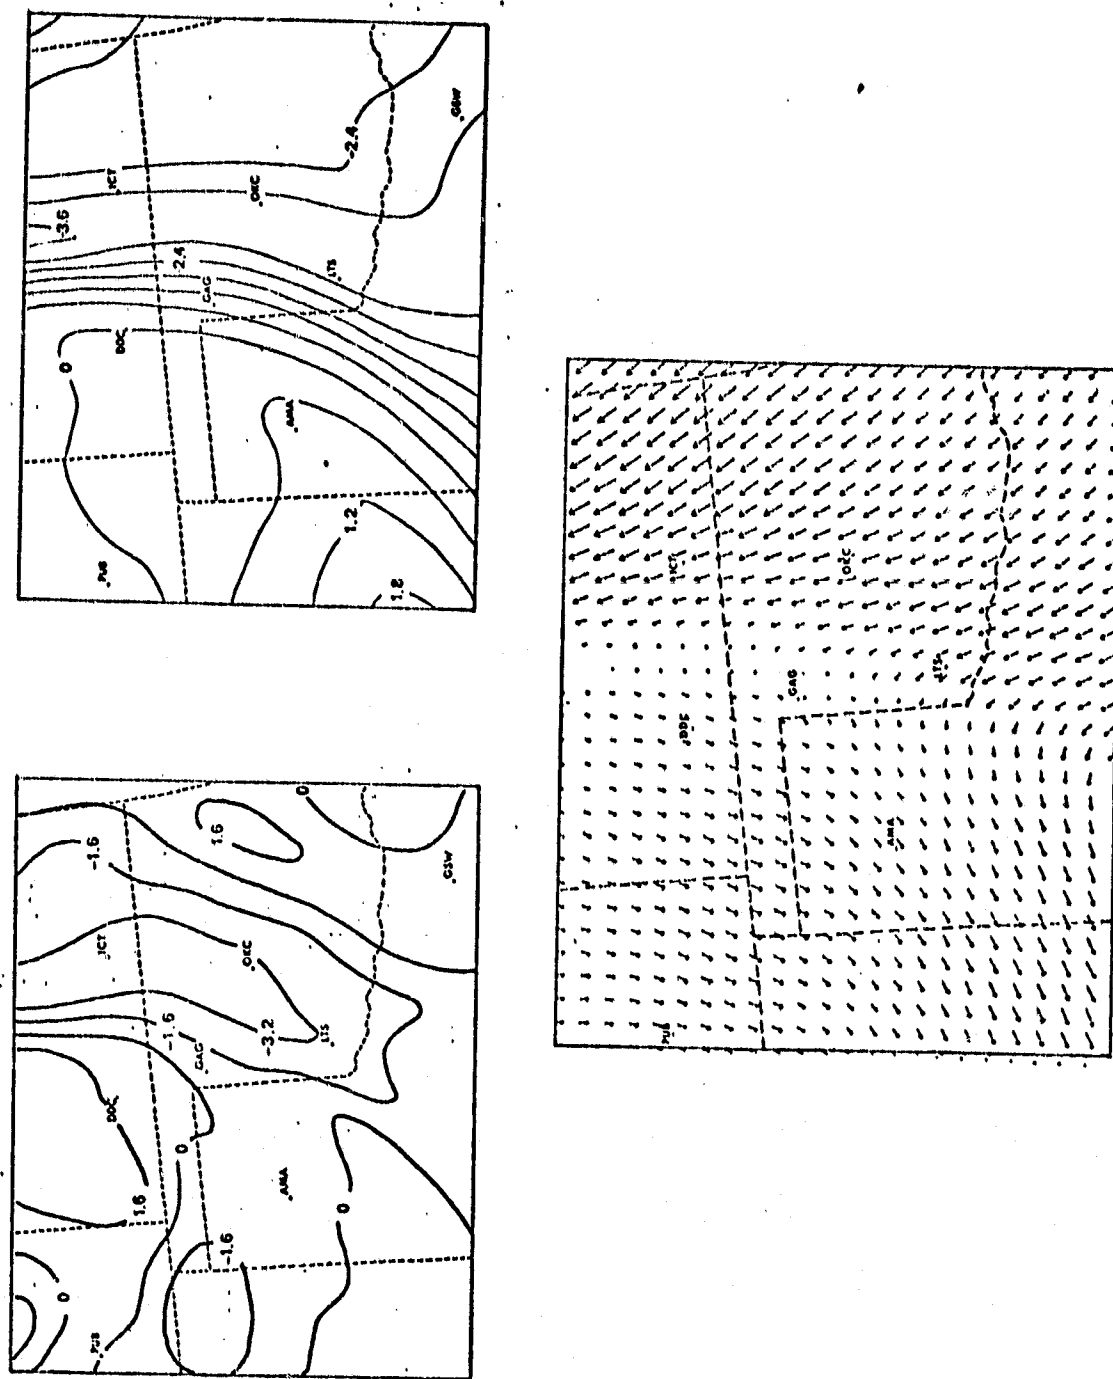 -2.4
GSW
ICT
OKC
-3.6
-2.4
GAG
LTS
DDC
0
AMA
PUB
1.2
1.8
0
-1.6
1.6
ICT
OKC
GSW
-1.6
-3.2
GAG
LTS
DDC
0
1.6
AMA
0
-1.6
0
PUB
ICT
OKC
LTS
GAG
DDC
AMA
PUB